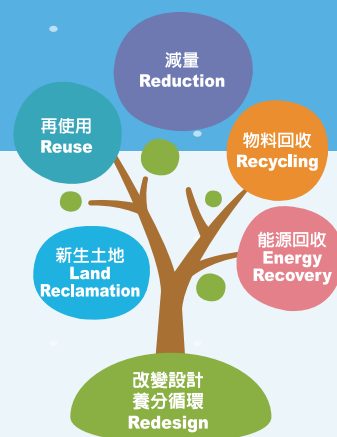 減量
Reduction
再使用
Reuse
物料回收
Recycling
新生土地
Land
Reclamation
能源回收
Energy
Recovery
改變設計
養分循環
Redesign